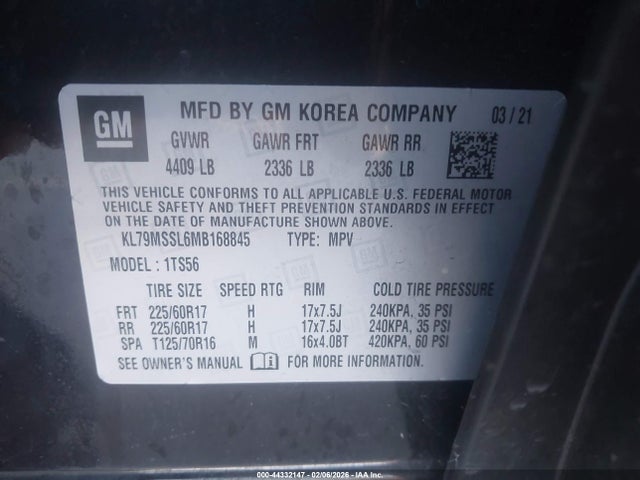 GM
MFD BY GM KOREA COMPANY 03 / 21
GVWR GAWR FRT GAWR RR
4409 LB 2336 LB 2336 LB
THIS VEHICLE CONFORMS TO ALL APPLICABLE U.S. FEDERAL MOTOR
VEHICLE SAFETY AND THEFT PREVENTION STANDARDS IN EFFECT
ON THE DATE OF MANUFACTURE SHOWN ABOVE.
KL79MSSL6MB168845 TYPE: MPV
MODEL : 1TS56
TIRE SIZE SPEED RTG RIM COLD TIRE PRESSURE
FRT 225/60R17 H 17x7.5J 240KPA, 35 PSI
RR 225/60R17 H 17x7.5J 240KPA, 35 PSI
SPA T125/70R16 M 16x4.0BT 420KPA, 60 PSI
SEE OWNER'S MANUAL FOR MORE INFORMATION.
000-44332147 - 02/06/2026 - IAA Inc.